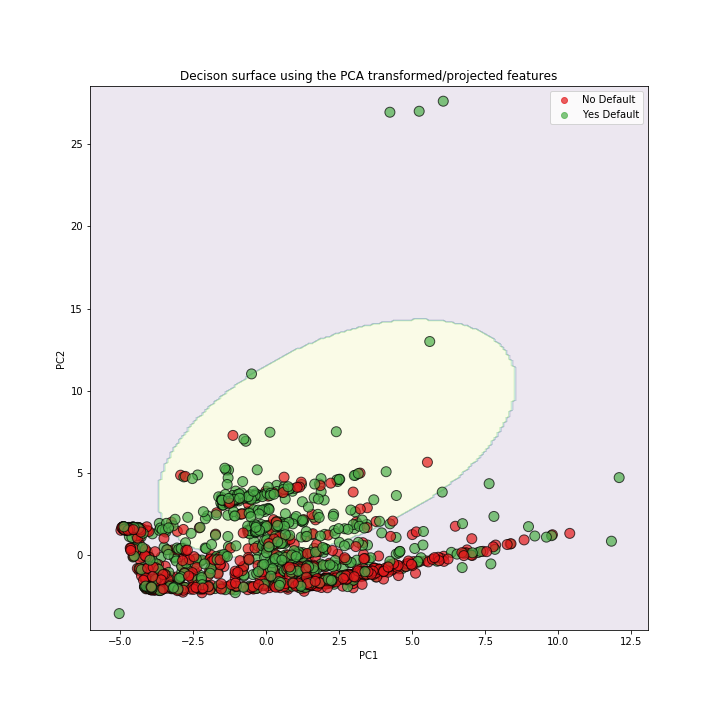 Decison surface using the PCA transformed/projected features
No Default
Yes Default
25
20
15
10
5
0
PC2
−5.0 −2.5 0.0 2.5 5.0 7.5 10.0 12.5
PC1